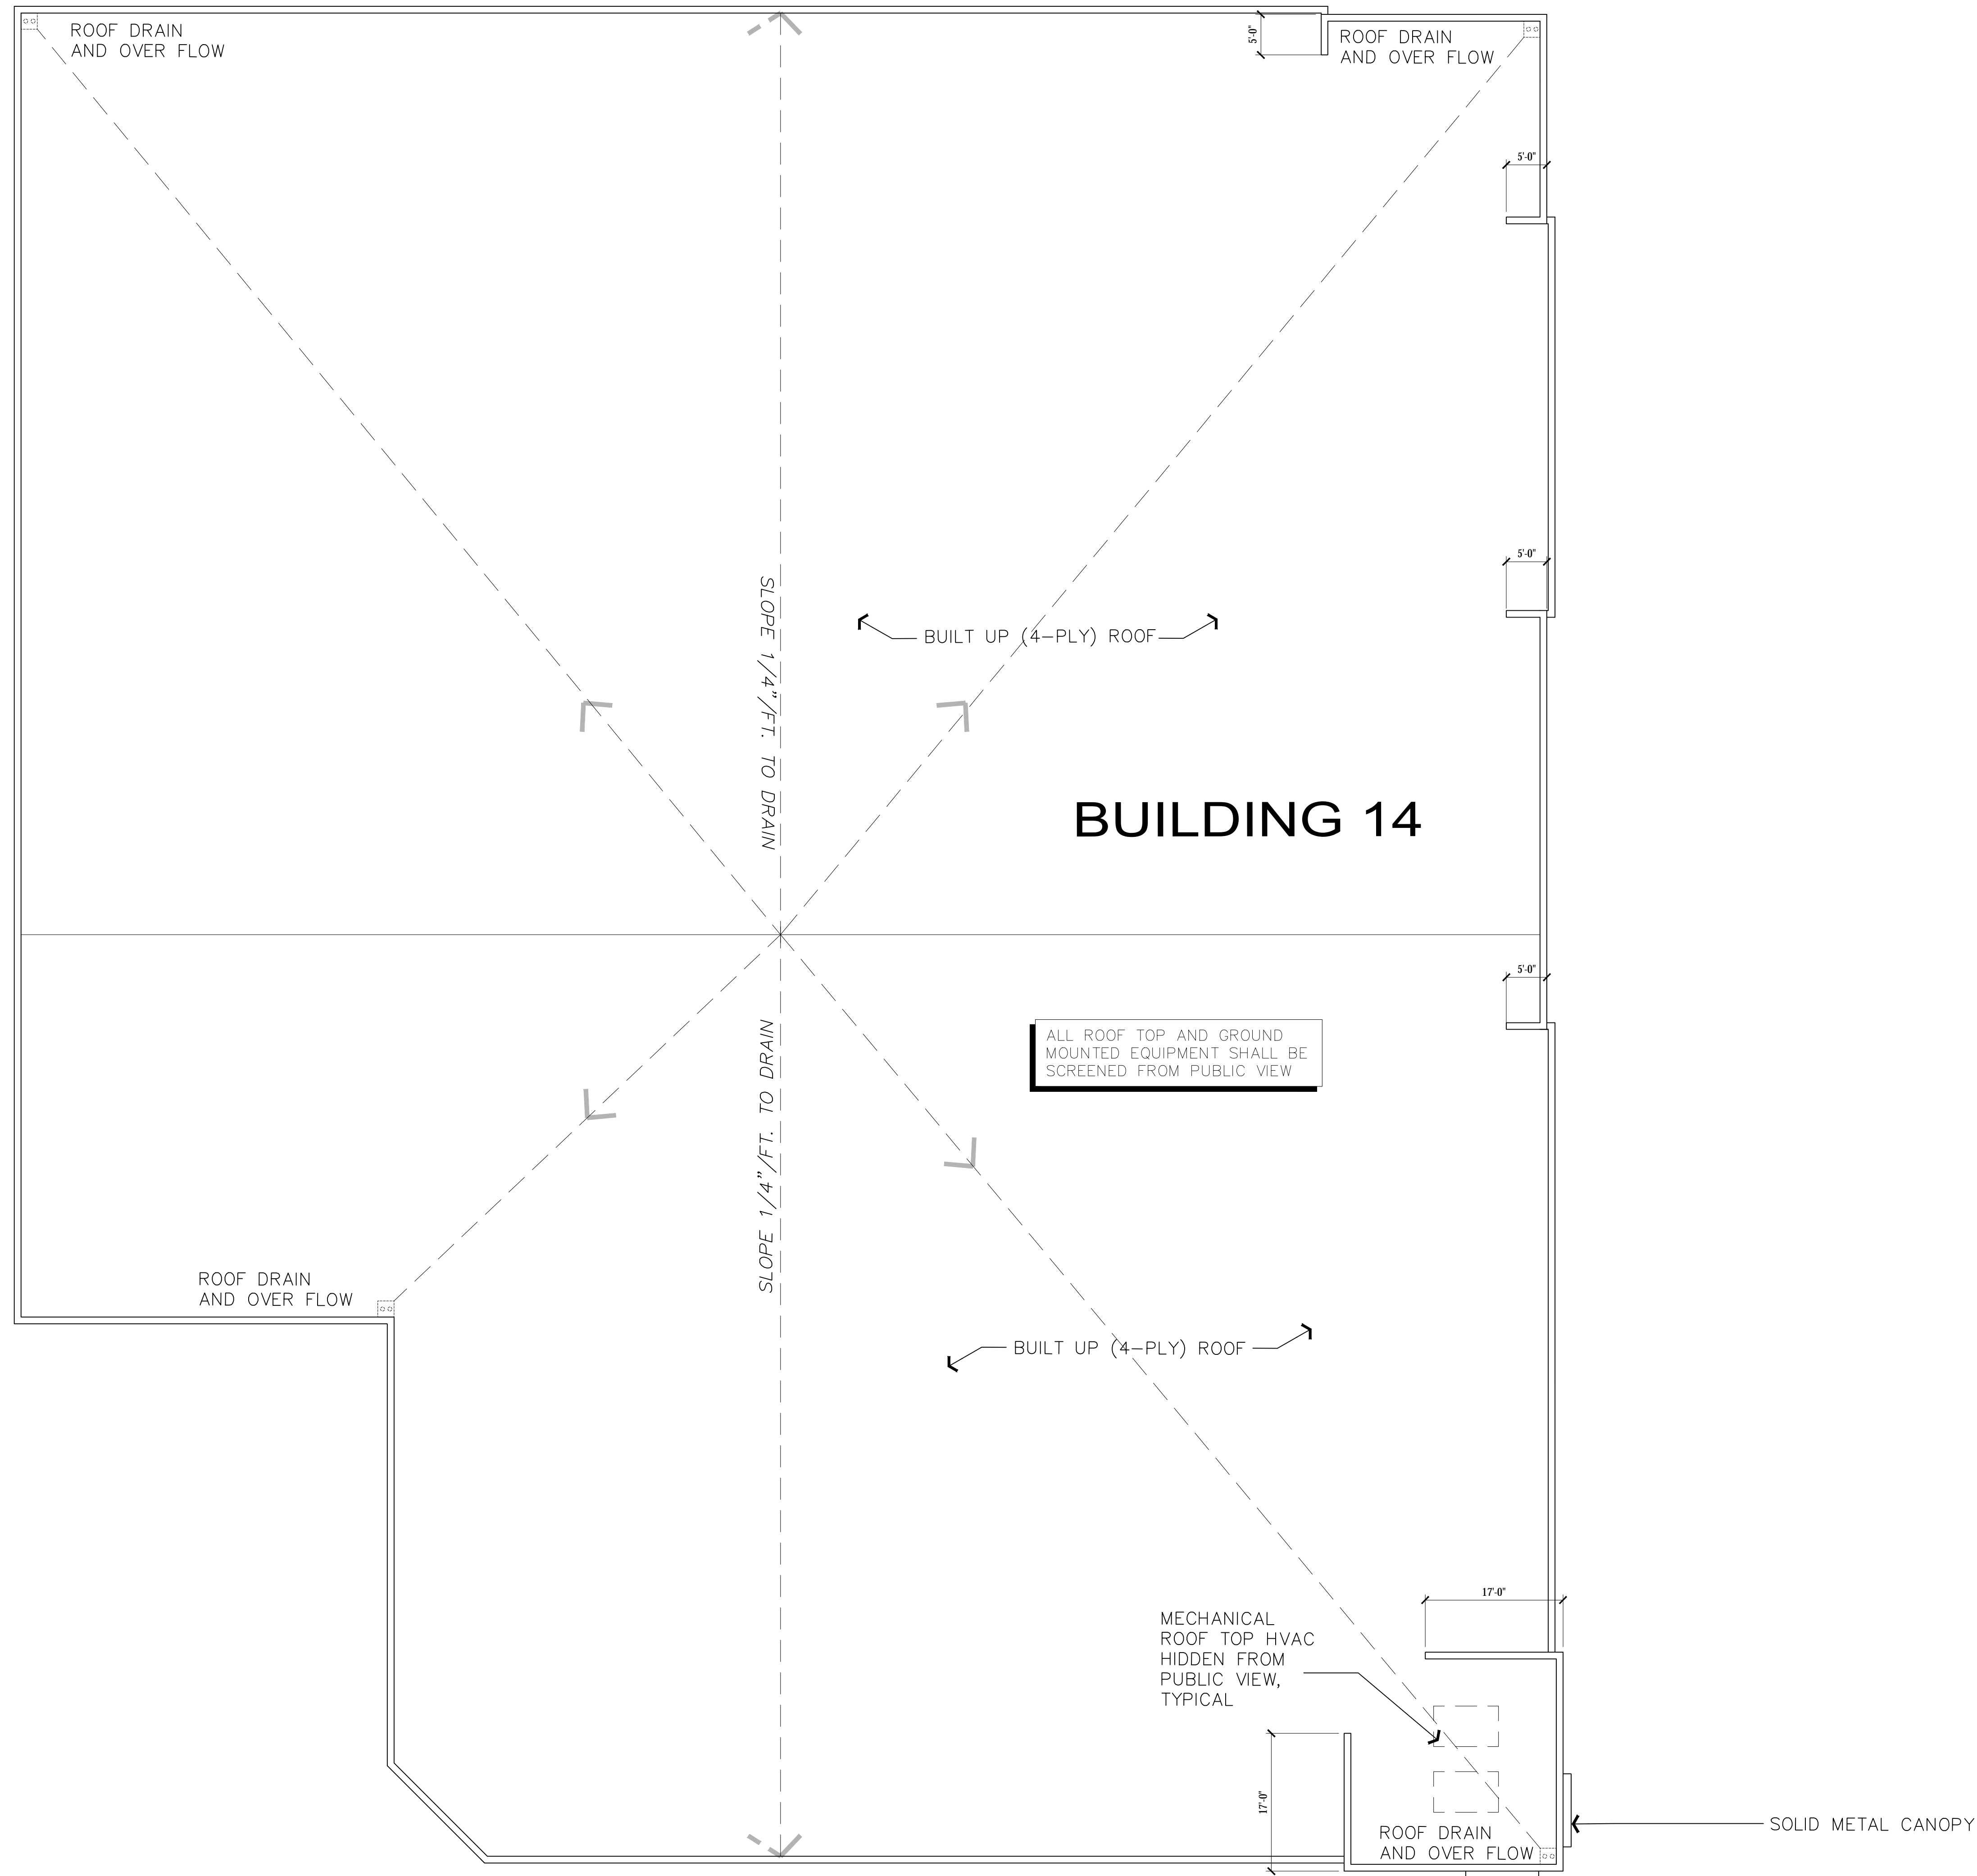 ROOF DRAIN
AND OVER FLOW
5'-0"
ROOF DRAIN
AND OVER FLOW
5'-0"
5'-0"
SLOPE 1/4"/FT. TO DRAIN
BUILT UP (4-PLY) ROOF
BUILDING 14
5'-0"
ALL ROOF TOP AND GROUND
MOUNTED EQUIPMENT SHALL BE
SCREENED FROM PUBLIC VIEW
SLOPE 1/4"/FT. TO DRAIN
ROOF DRAIN
AND OVER FLOW
BUILT UP (4-PLY) ROOF
17'-0"
MECHANICAL
ROOF TOP HVAC
HIDDEN FROM
PUBLIC VIEW,
TYPICAL
17'-0"
ROOF DRAIN
AND OVER FLOW
SOLID METAL CANOPY